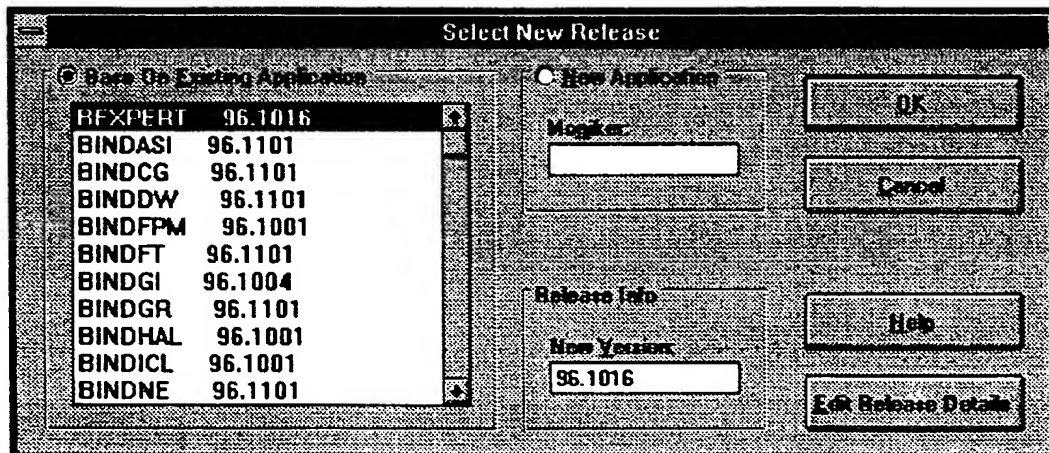 Select New Release
Base On Existing Application
BEXPERT 96.1016
BINDASI 96.1101
BINDCG 96.1101
BINDDW 96.1101
BINDFPM 96.1001
BINDFT 96.1101
BINDGI 96.1004
BINDGR 96.1101
BINDHAL 96.1001
BINDICL 96.1001
BINDNE 96.1101
New Application
Release Info
New Version:
96.1016
OK
Cancel
Help
Edit Release Details